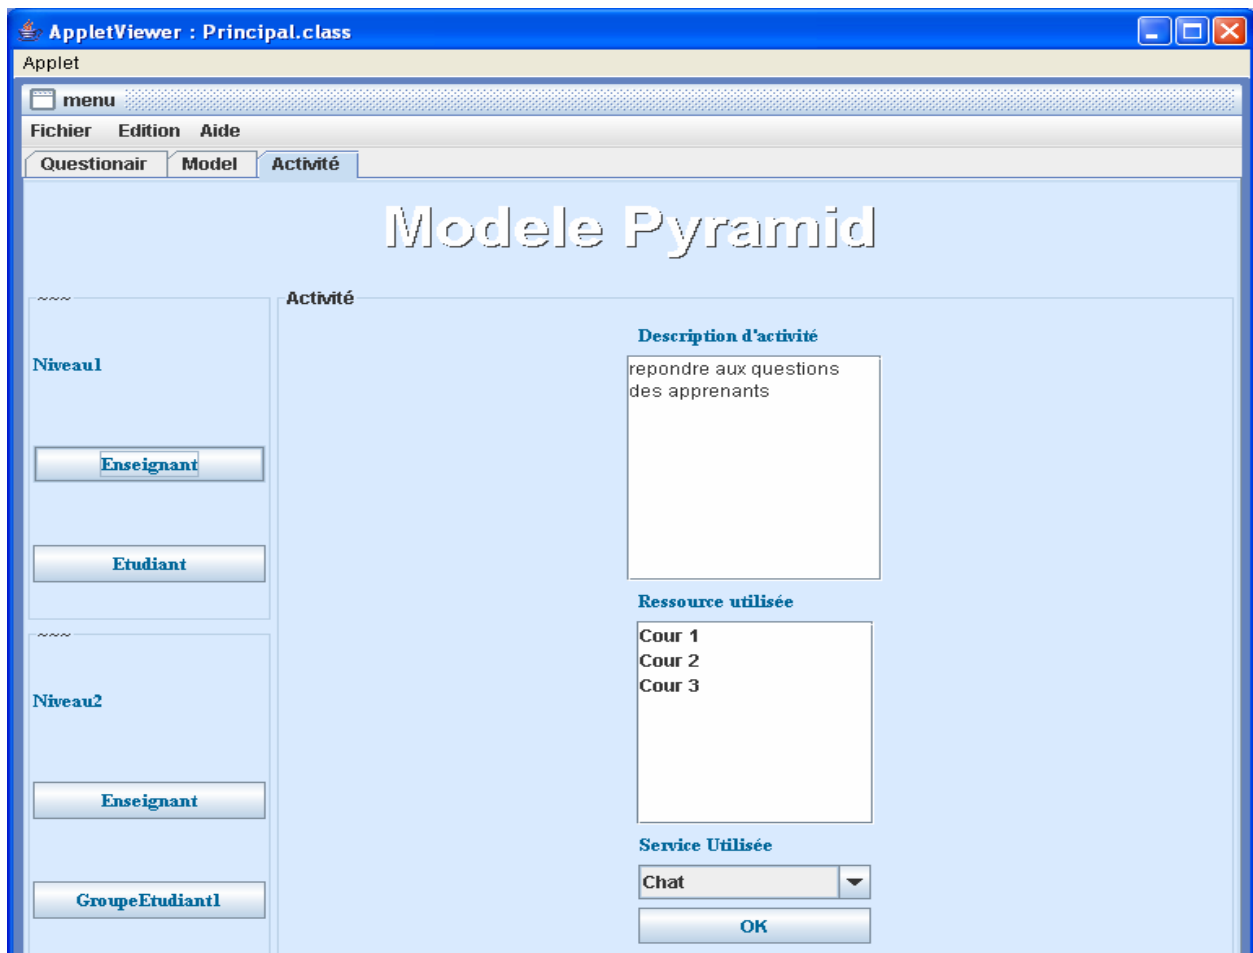 AppletViewer : Principal.class
Applet
menu
Fichier Edition Aide
Questionair Model Activité
Modele Pyramid
~~~
Niveau1
Enseignant
Etudiant
~~~
Niveau2
Enseignant
GroupeEtudiant1
Activité
Description d'activité
repondre aux questions
des apprenants
Ressource utilisée
Cour 1
Cour 2
Cour 3
Service Utilisée
Chat
OK